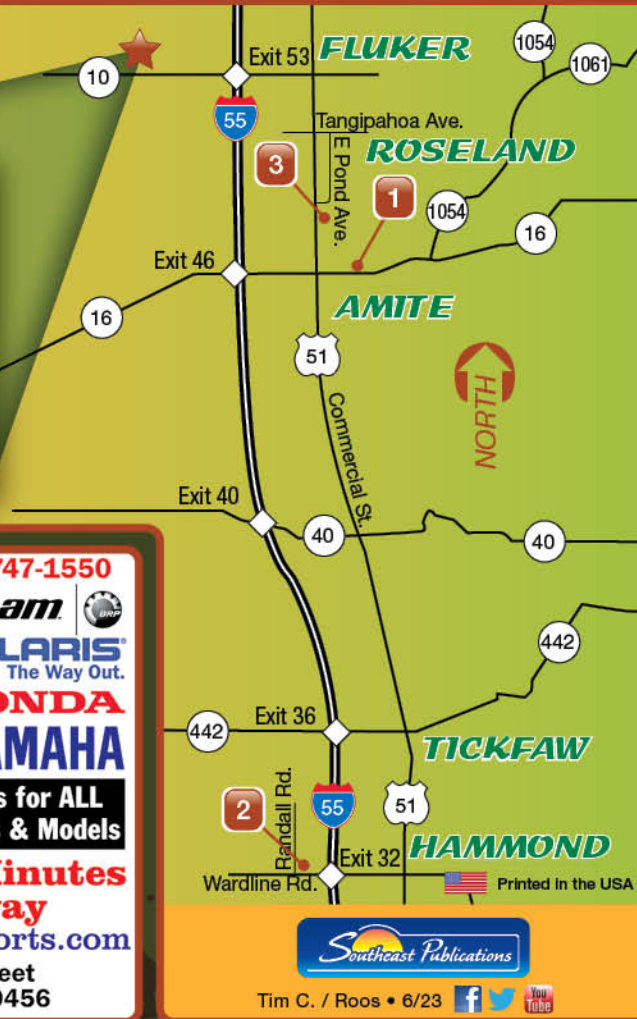 1054
Exit 53
FLUKER
1061
10
55
Tangipahoa Ave.
ROSELAND
3
E Pond Ave.
1
1054
16
Exit 46
AMITE
16
51
NORTH
Commercial St.
Exit 40
40
40
442
442
Exit 36
TICKFAW
55
51
2
Randall Rd.
Exit 32
HAMMOND
Wardline Rd.
Printed in the USA
747-1550
am
BRP
LARIS®
The Way Out.
ONDA
MAHA
s for ALL
& Models
inutes
ay
orts.com
eet
0456
Southeast Publications
Tim C. / Roos • 6/23
f
You
Tube